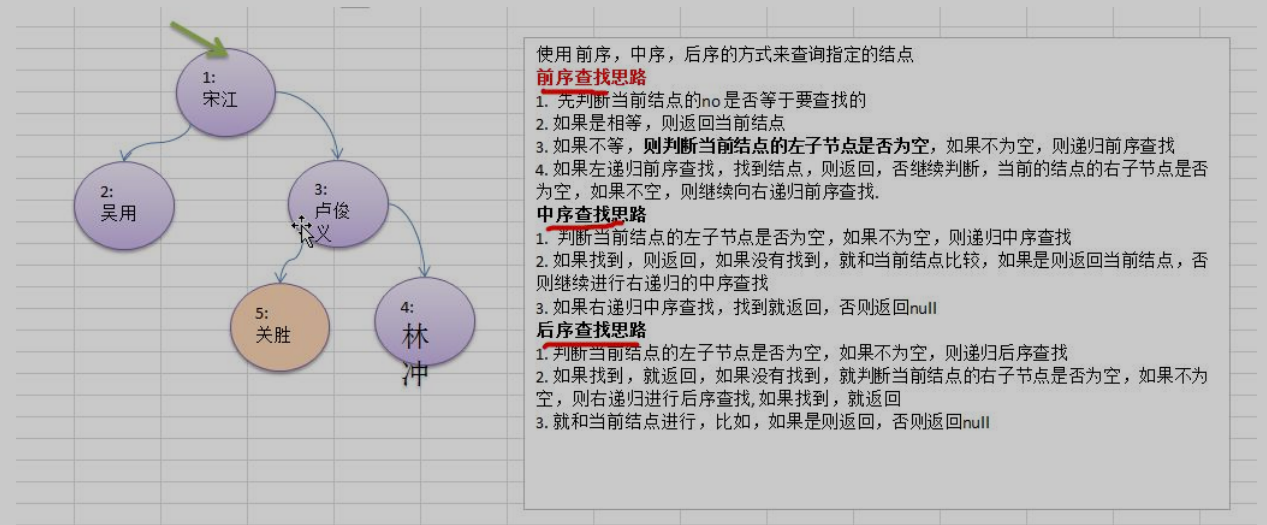 1:
宋江
2:
吴用
3:
卢俊
义
5:
关胜
4:
林
冲
使用前序，中序，后序的方式来查询指定的结点
前序查找思路
1. 先判断当前结点的no是否等于要查找的
2. 如果是相等，则返回当前结点
3. 如果不等，则判断当前结点的左子节点是否为空，如果不为空，则递归前序查找
4. 如果左递归前序查找，找到结点，则返回，否继续判断，当前的结点的右子节点是否
为空，如果不空，则继续向右递归前序查找.
中序查找思路
1. 判断当前结点的左子节点是否为空，如果不为空，则递归中序查找
2. 如果找到，则返回，如果没有找到，就和当前结点比较，如果是则返回当前结点，否
则继续进行右递归的中序查找
3. 如果右递归中序查找，找到就返回，否则返回null
后序查找思路
1. 判断当前结点的左子节点是否为空，如果不为空，则递归后序查找
2. 如果找到，就返回，如果没有找到，就判断当前结点的右子节点是否为空，如果不为
空，则右递归进行后序查找,如果找到，就返回
3. 就和当前结点进行，比如，如果是则返回，否则返回null